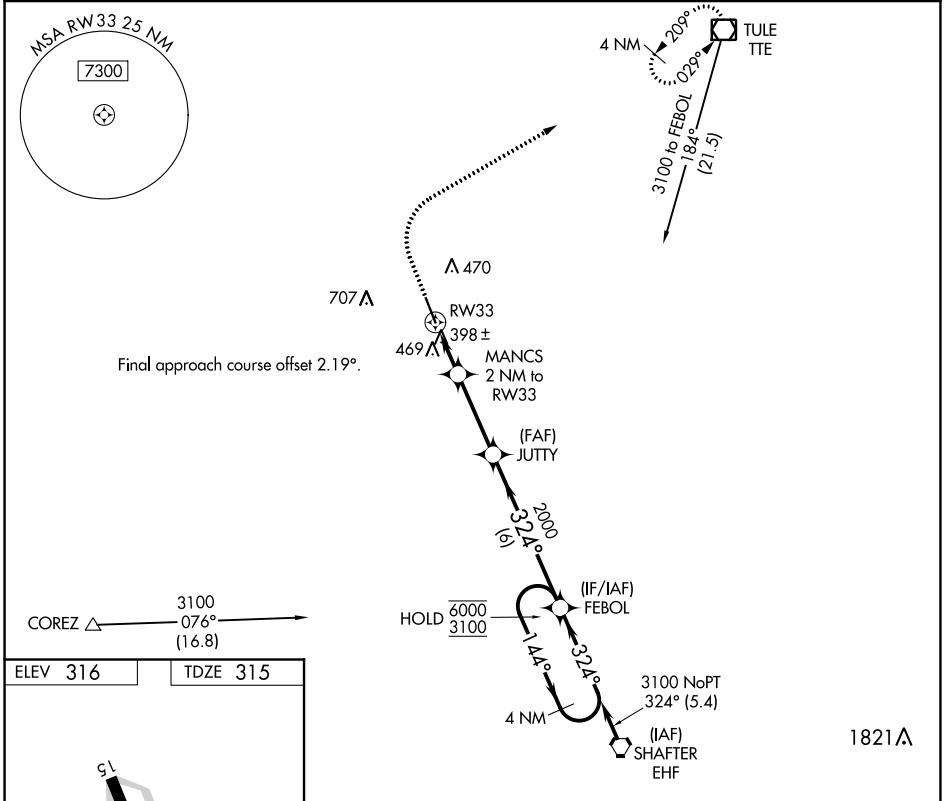 MSA RW33 25 NM
7300
4 NM
209°
029°
TULE
TTE
3100 to FEBOL
184°
(21.5)
470
707
RW33
398 ±
469
MANCS
2 NM to
RW33
Final approach course offset 2.19°.
(FAF)
JUTTY
2000
324°
(6)
(IF/IAF)
FEBOL
HOLD 6000
3100
144°
324°
4 NM
3100 NoPT
324° (5.4)
(IAF)
SHAFTER
EHF
1821
COREZ
3100
076°
(16.8)
ELEV 316
TDZE 315
15